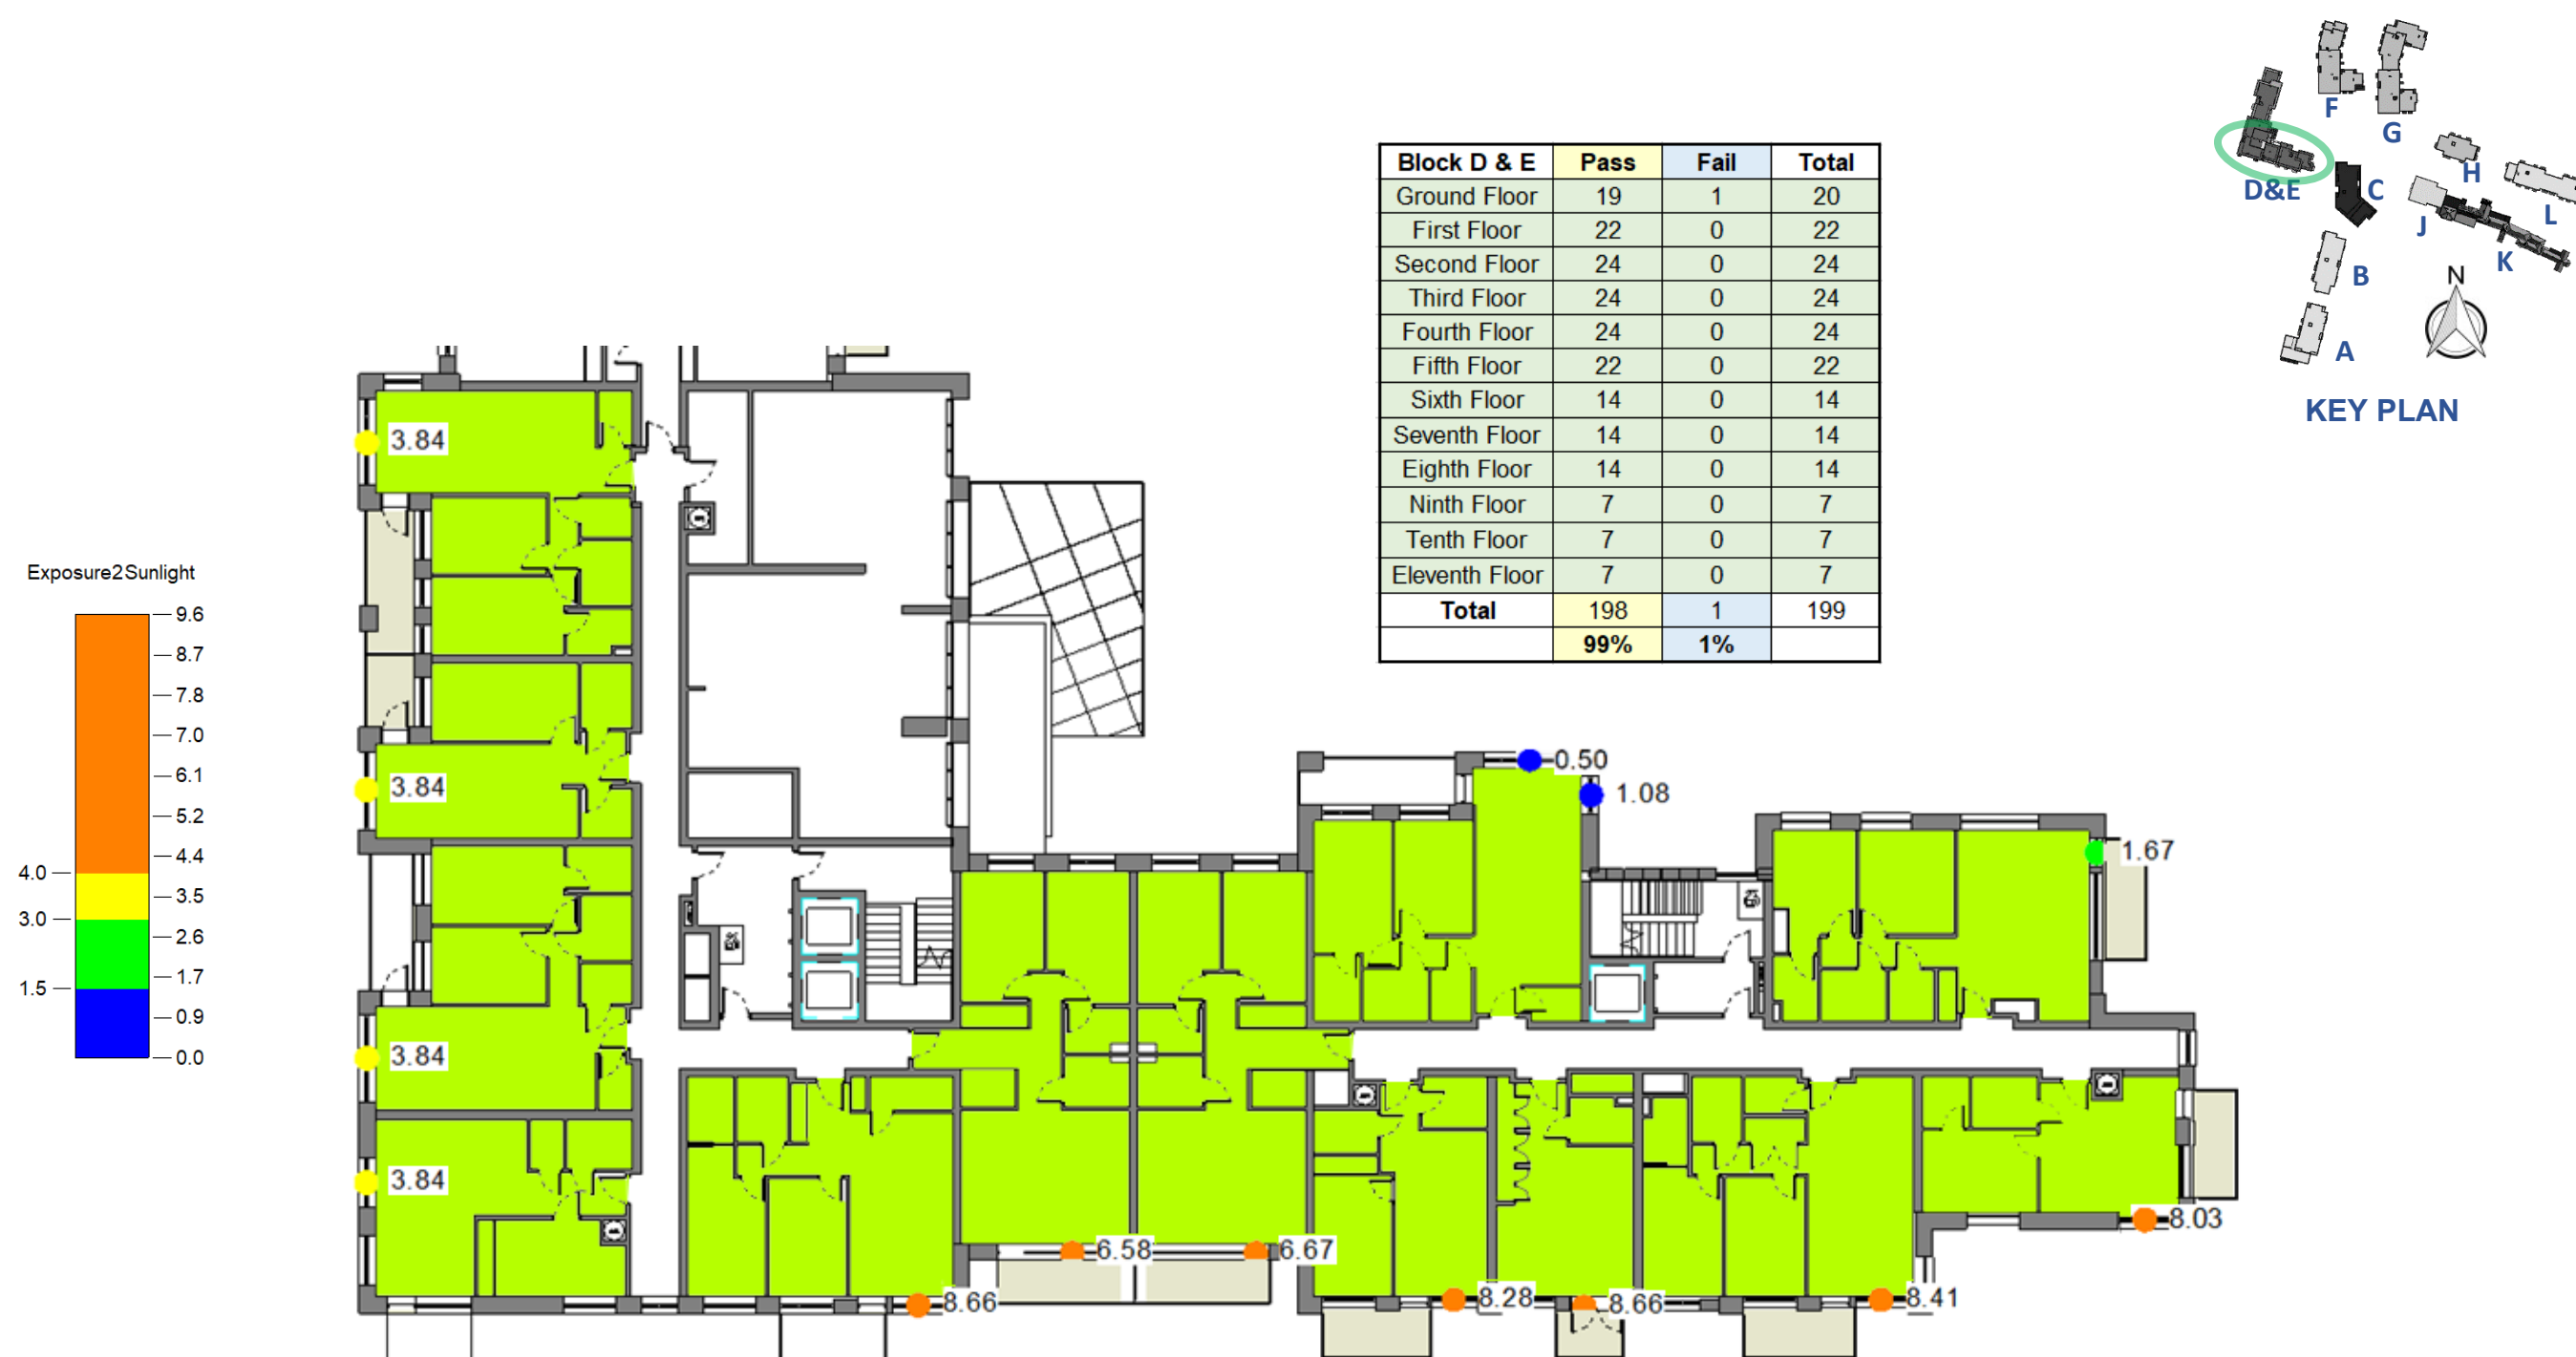 F
G
H
D&E
C
L
J
K
B
N
A
KEY PLAN
Block D & E Pass Fail Total
Ground Floor 19 1 20
First Floor 22 0 22
Second Floor 24 0 24
Third Floor 24 0 24
Fourth Floor 24 0 24
Fifth Floor 22 0 22
Sixth Floor 14 0 14
Seventh Floor 14 0 14
Eighth Floor 14 0 14
Ninth Floor 7 0 7
Tenth Floor 7 0 7
Eleventh Floor 7 0 7
Total 198 1 199
99% 1%
Exposure2Sunlight
9.6
8.7
7.8
7.0
6.1
5.2
4.4
4.0
3.5
3.0
2.6
1.7
1.5
0.9
0.0
3.84
3.84
0.50
1.08
1.67
3.84
3.84
8.03
6.58
6.67
8.66
8.28
8.66
8.41